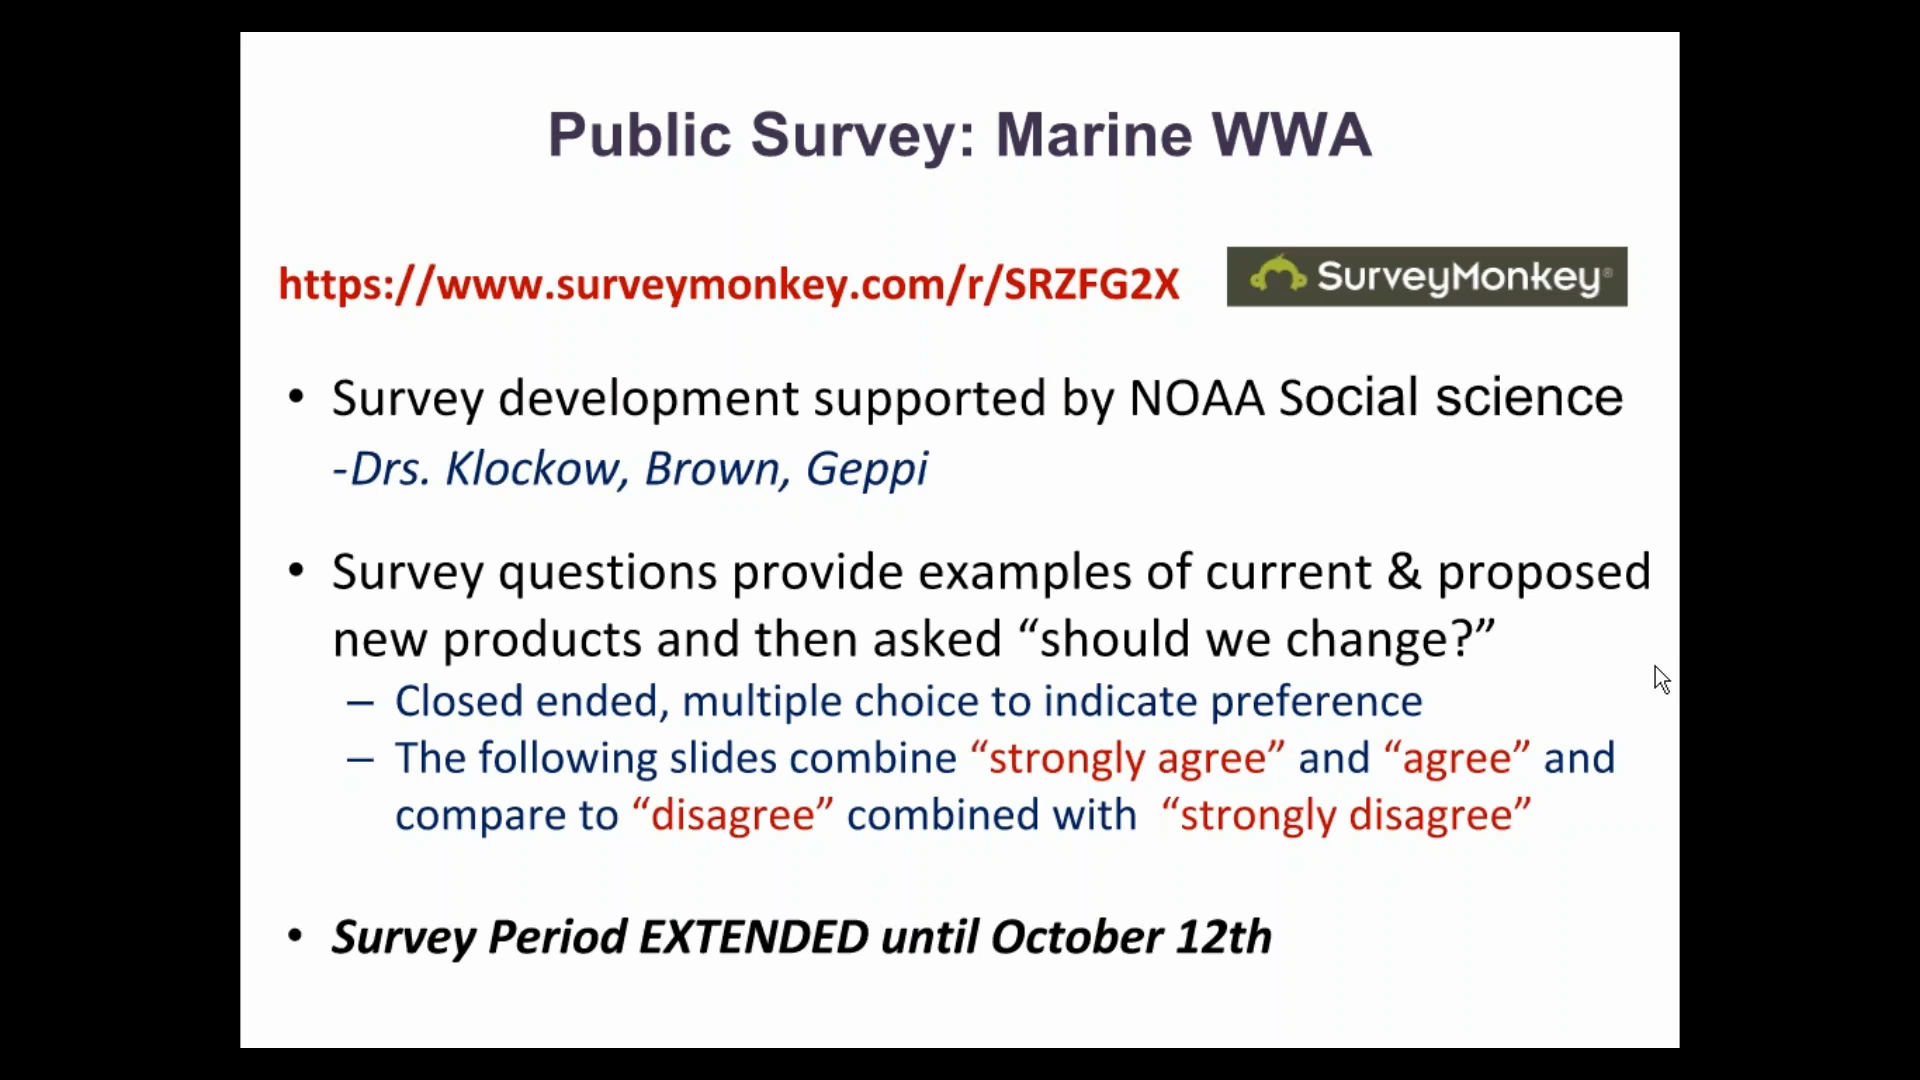 Public Survey: Marine WWA
https://www.surveymonkey.com/r/SRZFG2X
SurveyMonkey®
• Survey development supported by NOAA Social science
-Drs. Klockow, Brown, Geppi
• Survey questions provide examples of current & proposed
new products and then asked “should we change?”
– Closed ended, multiple choice to indicate preference
– The following slides combine “strongly agree” and “agree” and
compare to “disagree” combined with “strongly disagree”
• Survey Period EXTENDED until October 12th